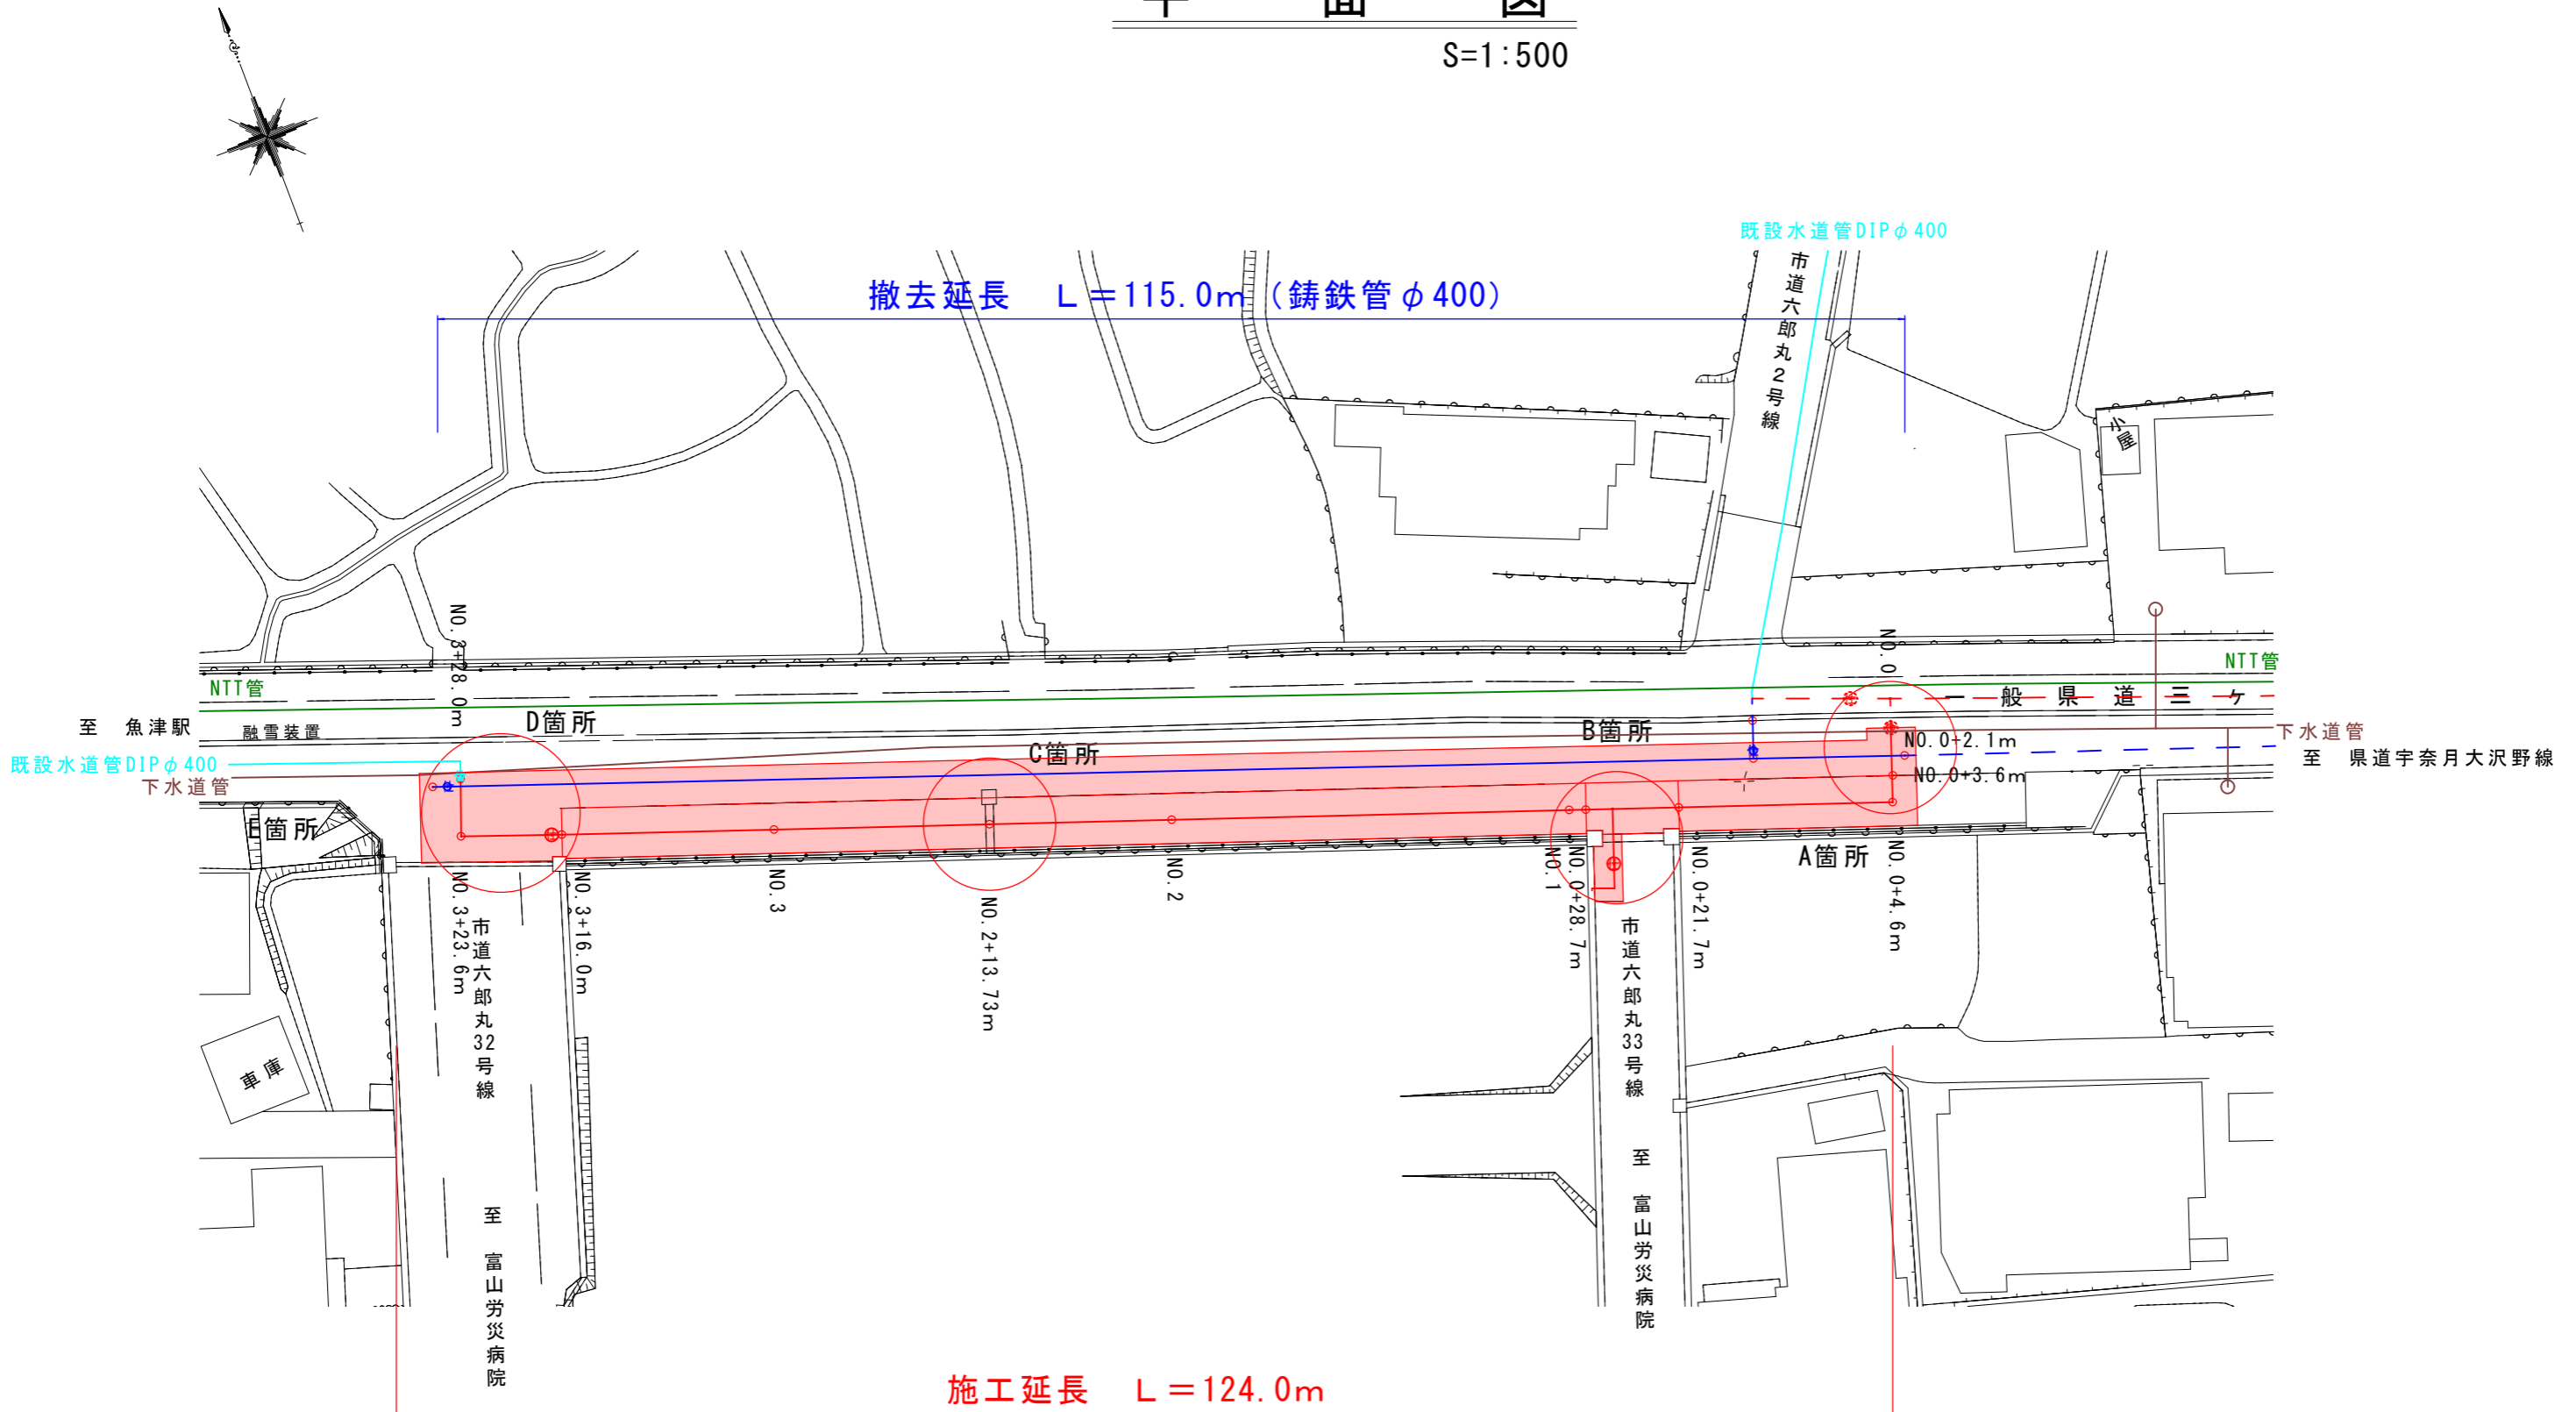 平面図
S=1:500
既設水道管DIPφ400
撤去延長 L=115.0m (鋳鉄管φ400)
市道六郎丸2号線
小屋
NO.3+28.0m
NO.0
NTT管
NTT管
一般県道三ケ
至 魚津駅
融雪装置
D箇所
C箇所
B箇所
NO.0+2.1m
下水道管
至 県道宇奈月大沢野線
既設水道管DIPφ400
下水道管
NO.0+3.6m
E箇所
A箇所
NO.3+23.6m
NO.3+16.0m
NO.3
NO.2+13.73m
NO.2
NO.1
NO.0+28.7m
NO.0+21.7m
NO.0+4.6m
市道六郎丸32号線
市道六郎丸33号線
車庫
至 富山労災病院
至 富山労災病院
施工延長 L=124.0m